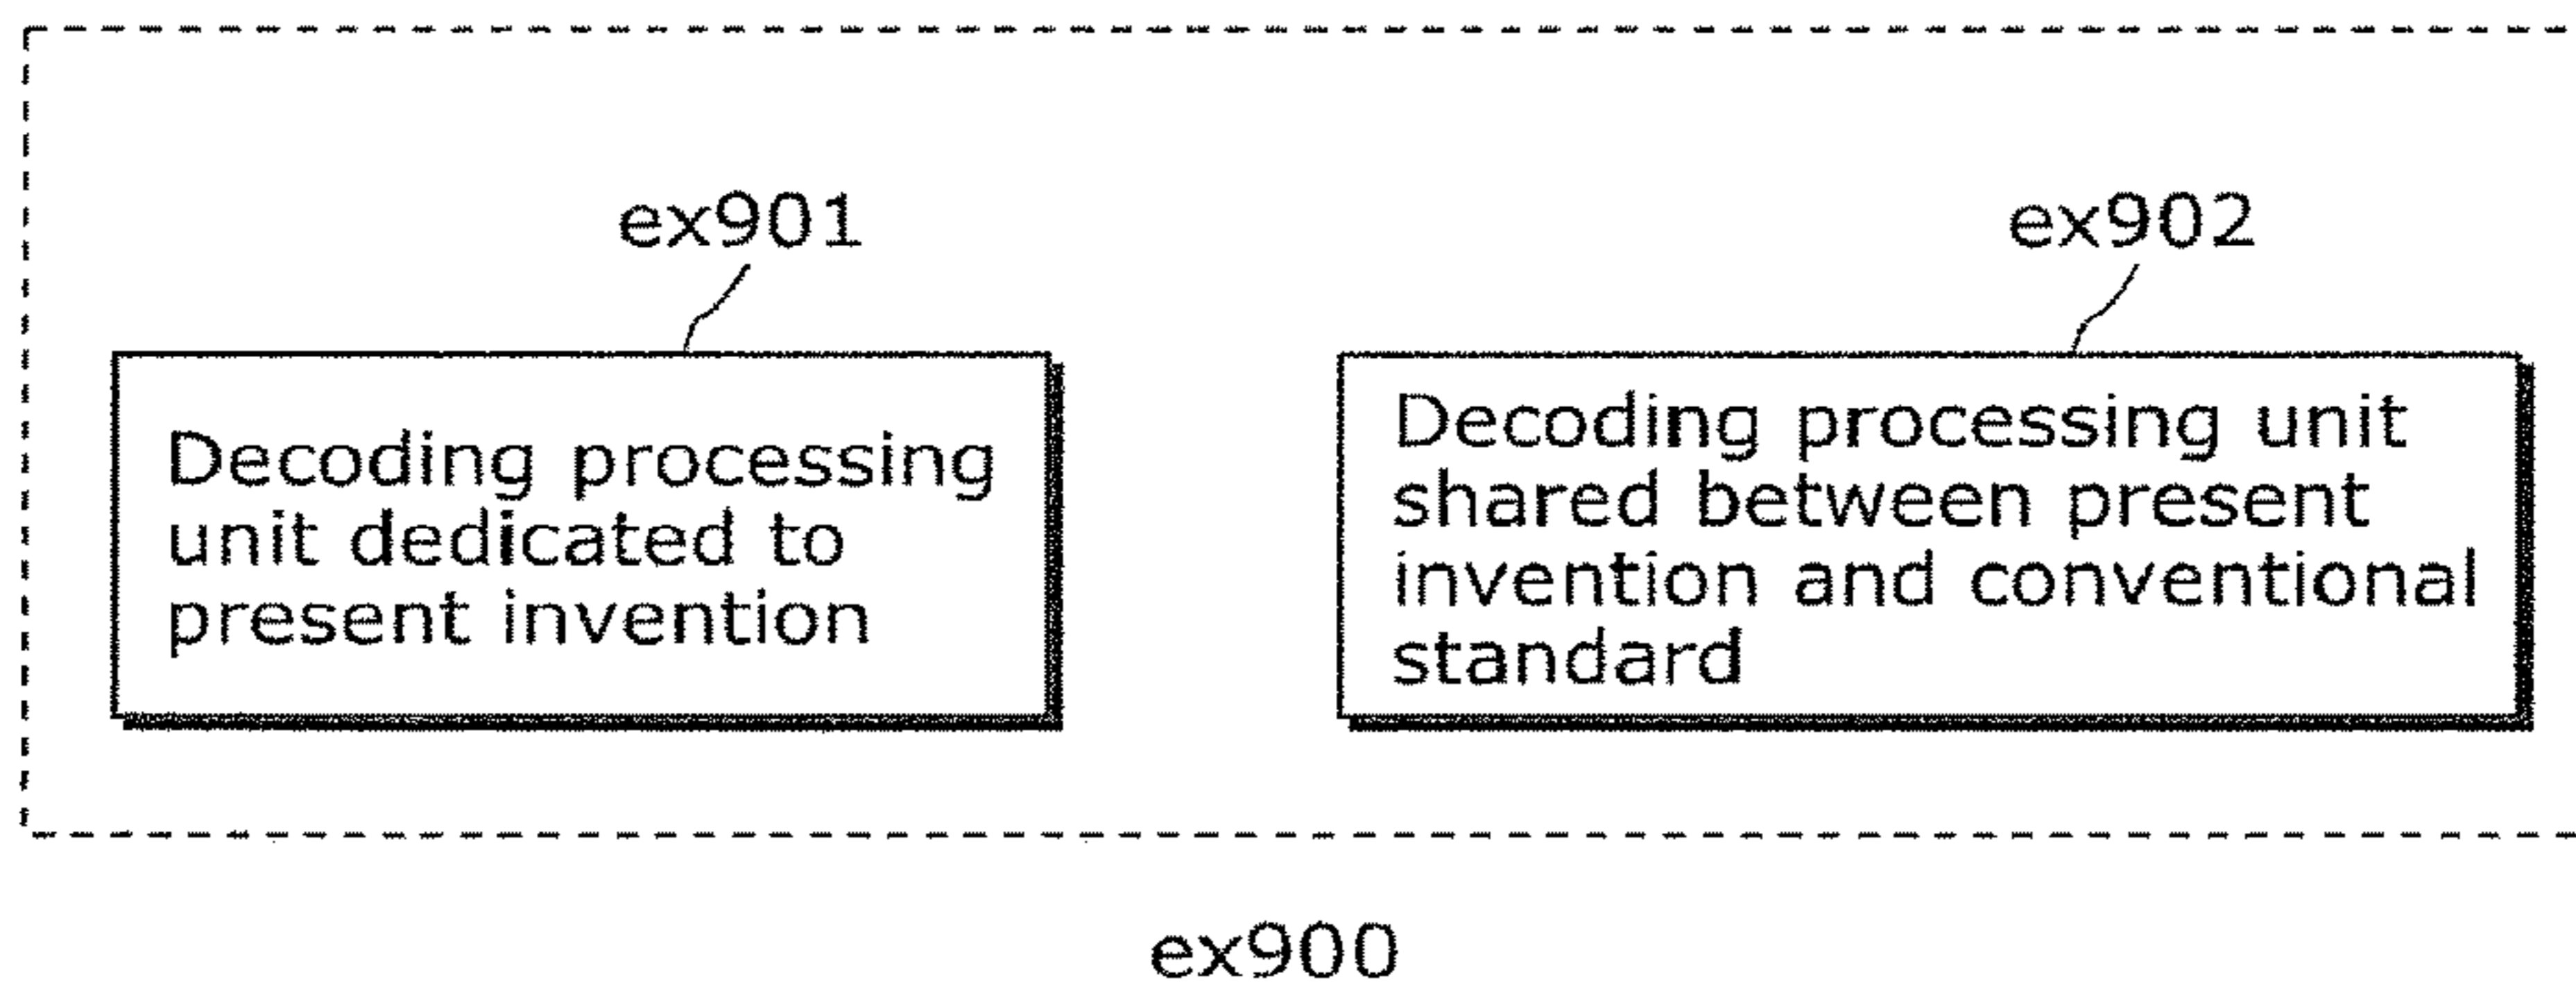 ex901
Decoding processing
unit dedicated to
present invention
ex902
Decoding processing unit
shared between present
invention and conventional
standard
ex900